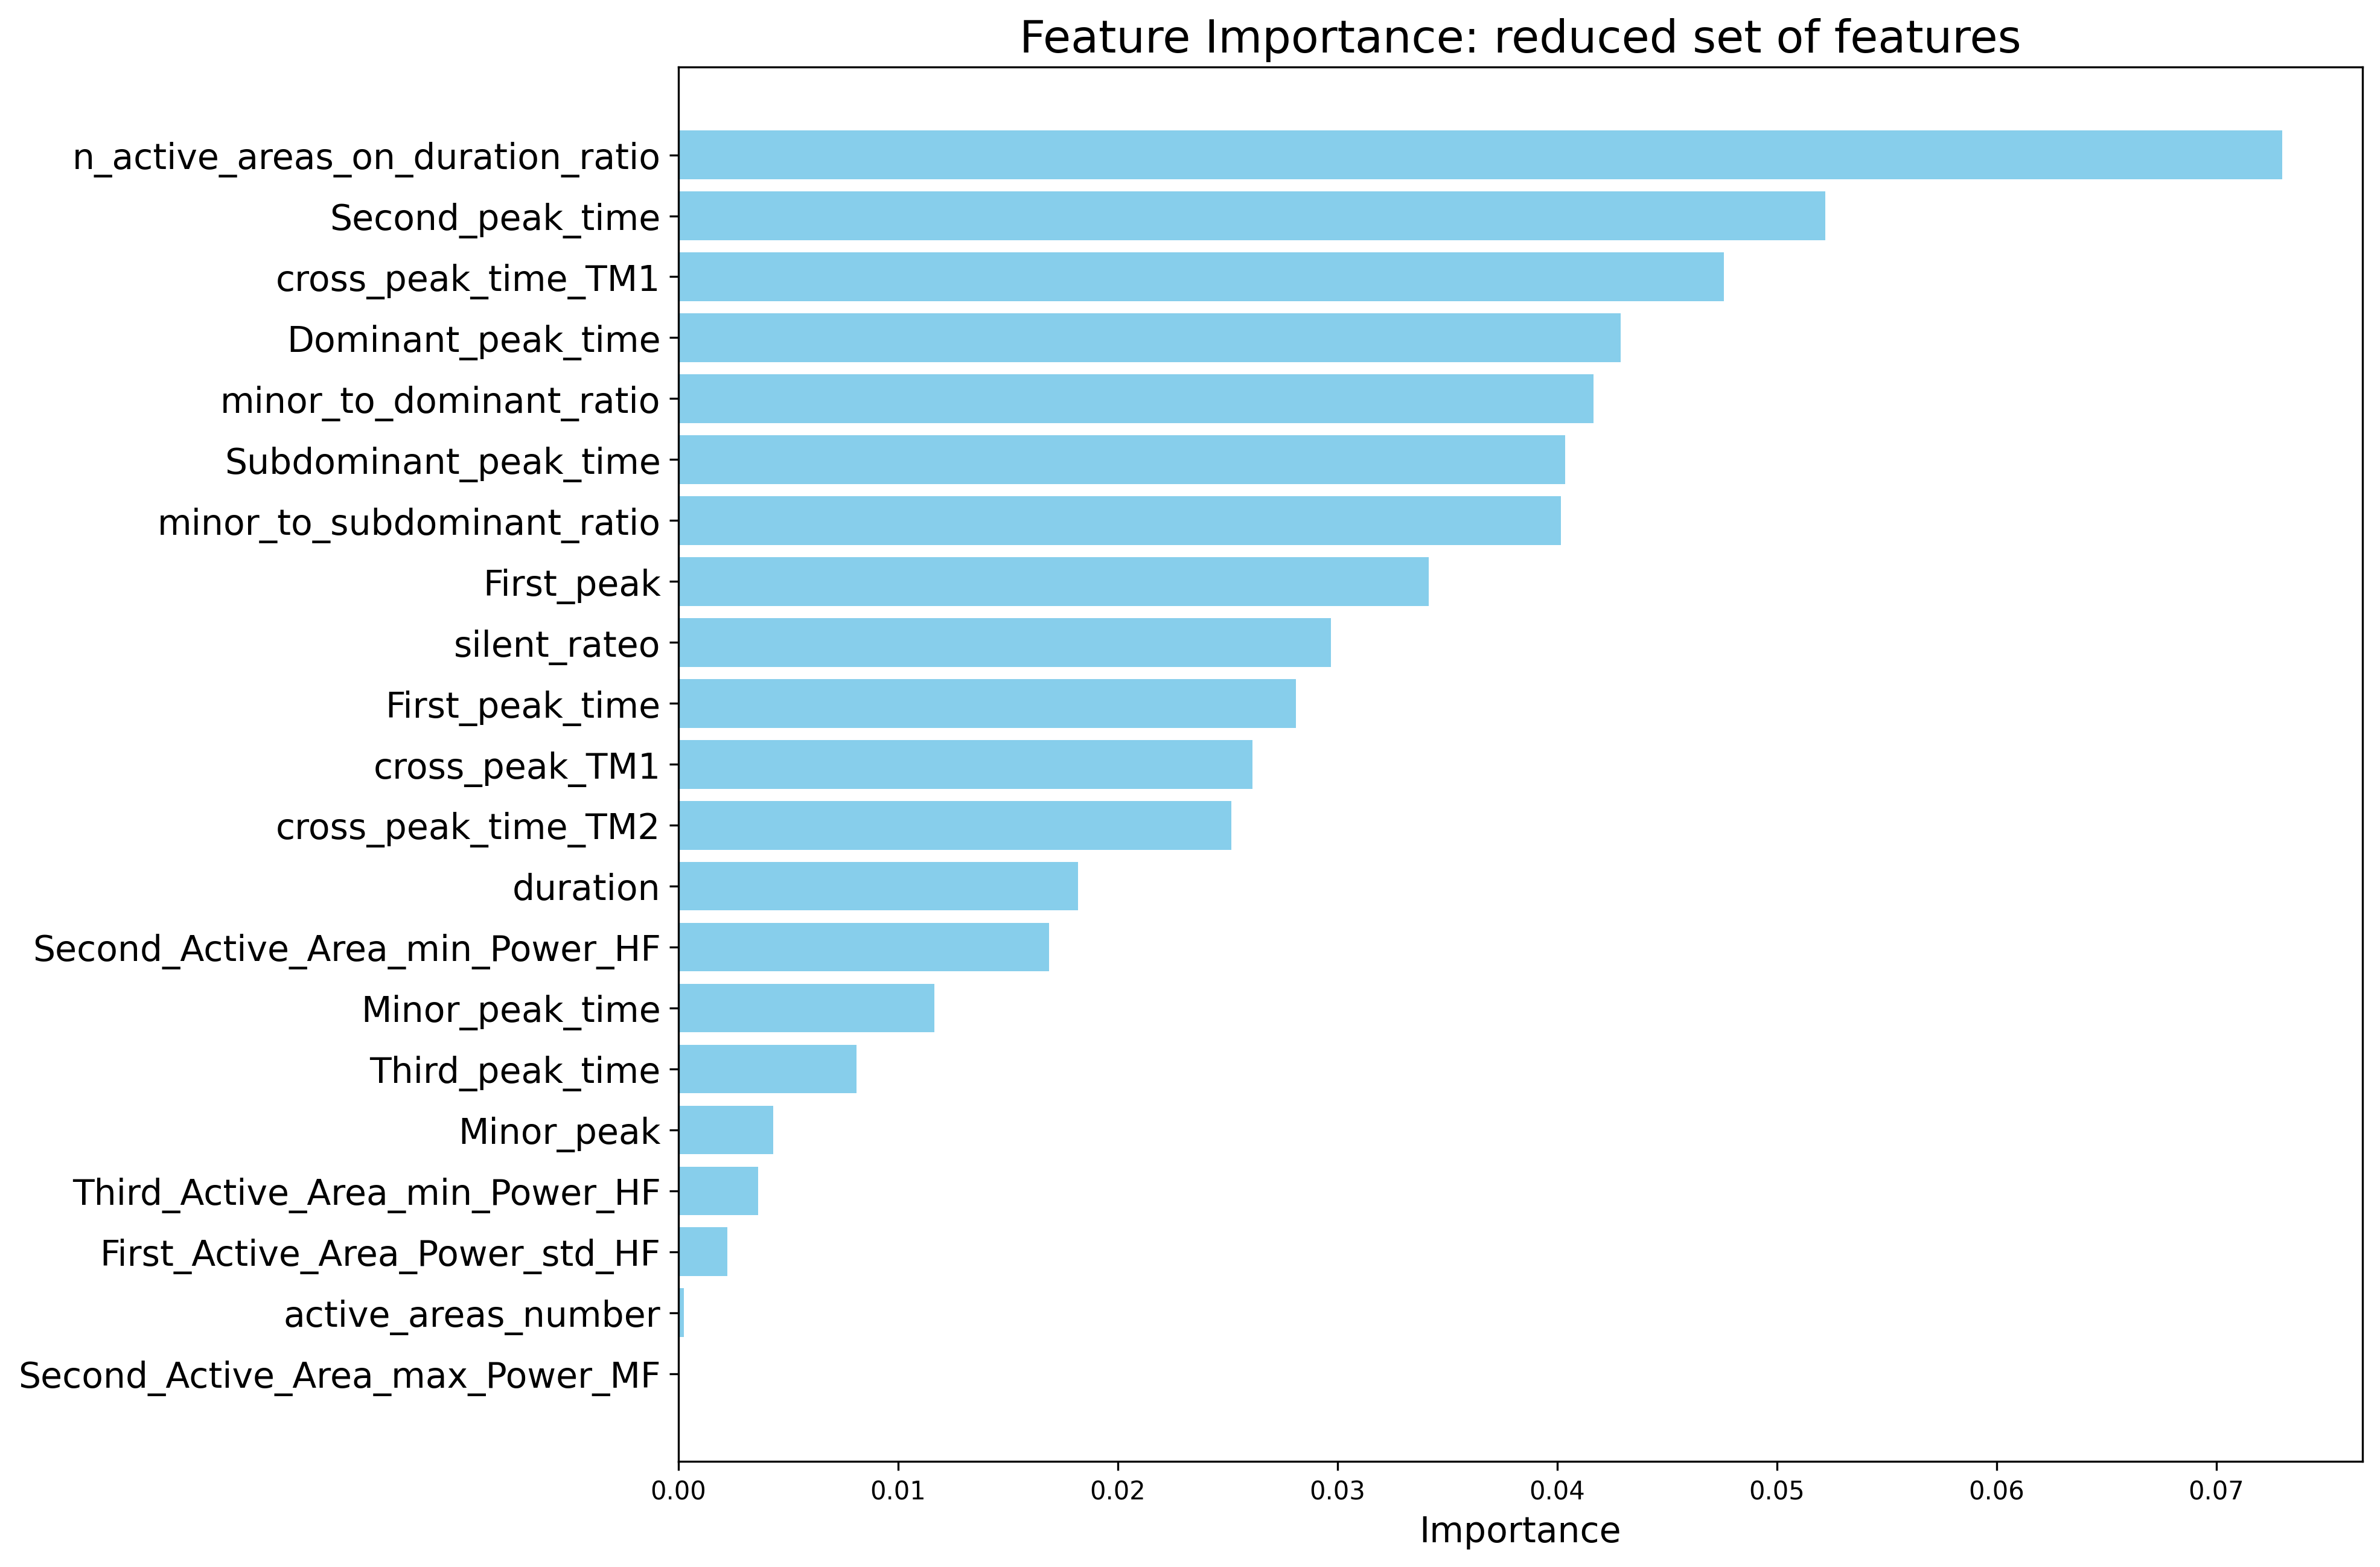 Feature Importance: reduced set of features
n_active_areas_on_duration_ratio
Second_peak_time
cross_peak_time_TM1
Dominant_peak_time
minor_to_dominant_ratio
Subdominant_peak_time
minor_to_subdominant_ratio
First_peak
silent_rateo
First_peak_time
cross_peak_TM1
cross_peak_time_TM2
duration
Second_Active_Area_min_Power_HF
Minor_peak_time
Third_peak_time
Minor_peak
Third_Active_Area_min_Power_HF
First_Active_Area_Power_std_HF
active_areas_number
Second_Active_Area_max_Power_MF
0.00 0.01 0.02 0.03 0.04 0.05 0.06 0.07
Importance